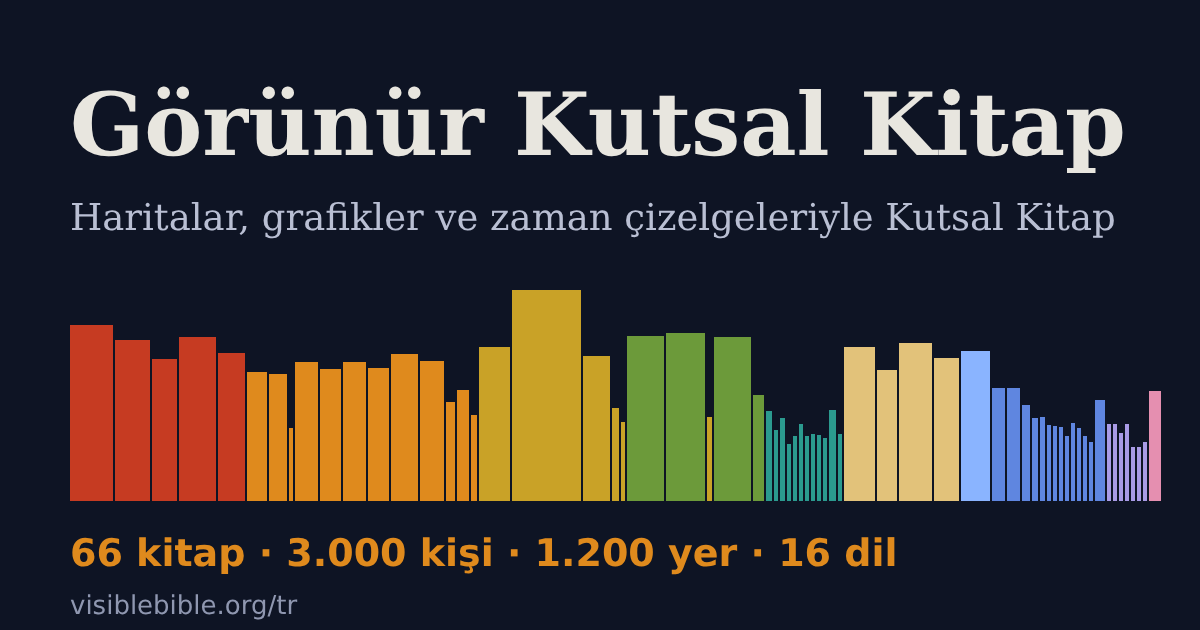 Görünür Kutsal Kitap
Haritalar, grafikler ve zaman çizelgeleriyle Kutsal Kitap
66 kitap · 3.000 kişi · 1.200 yer · 16 dil
visiblebible.org/tr